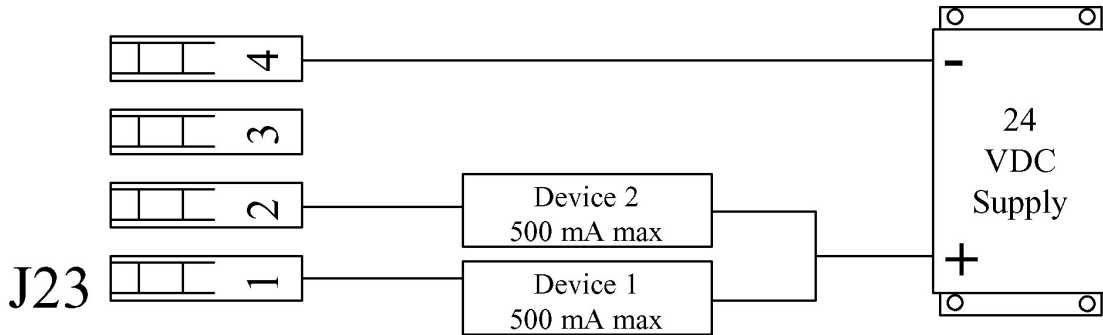 4
-
24
VDC
Supply
3
2
Device 2
500 mA max
+
J23
1
Device 1
500 mA max